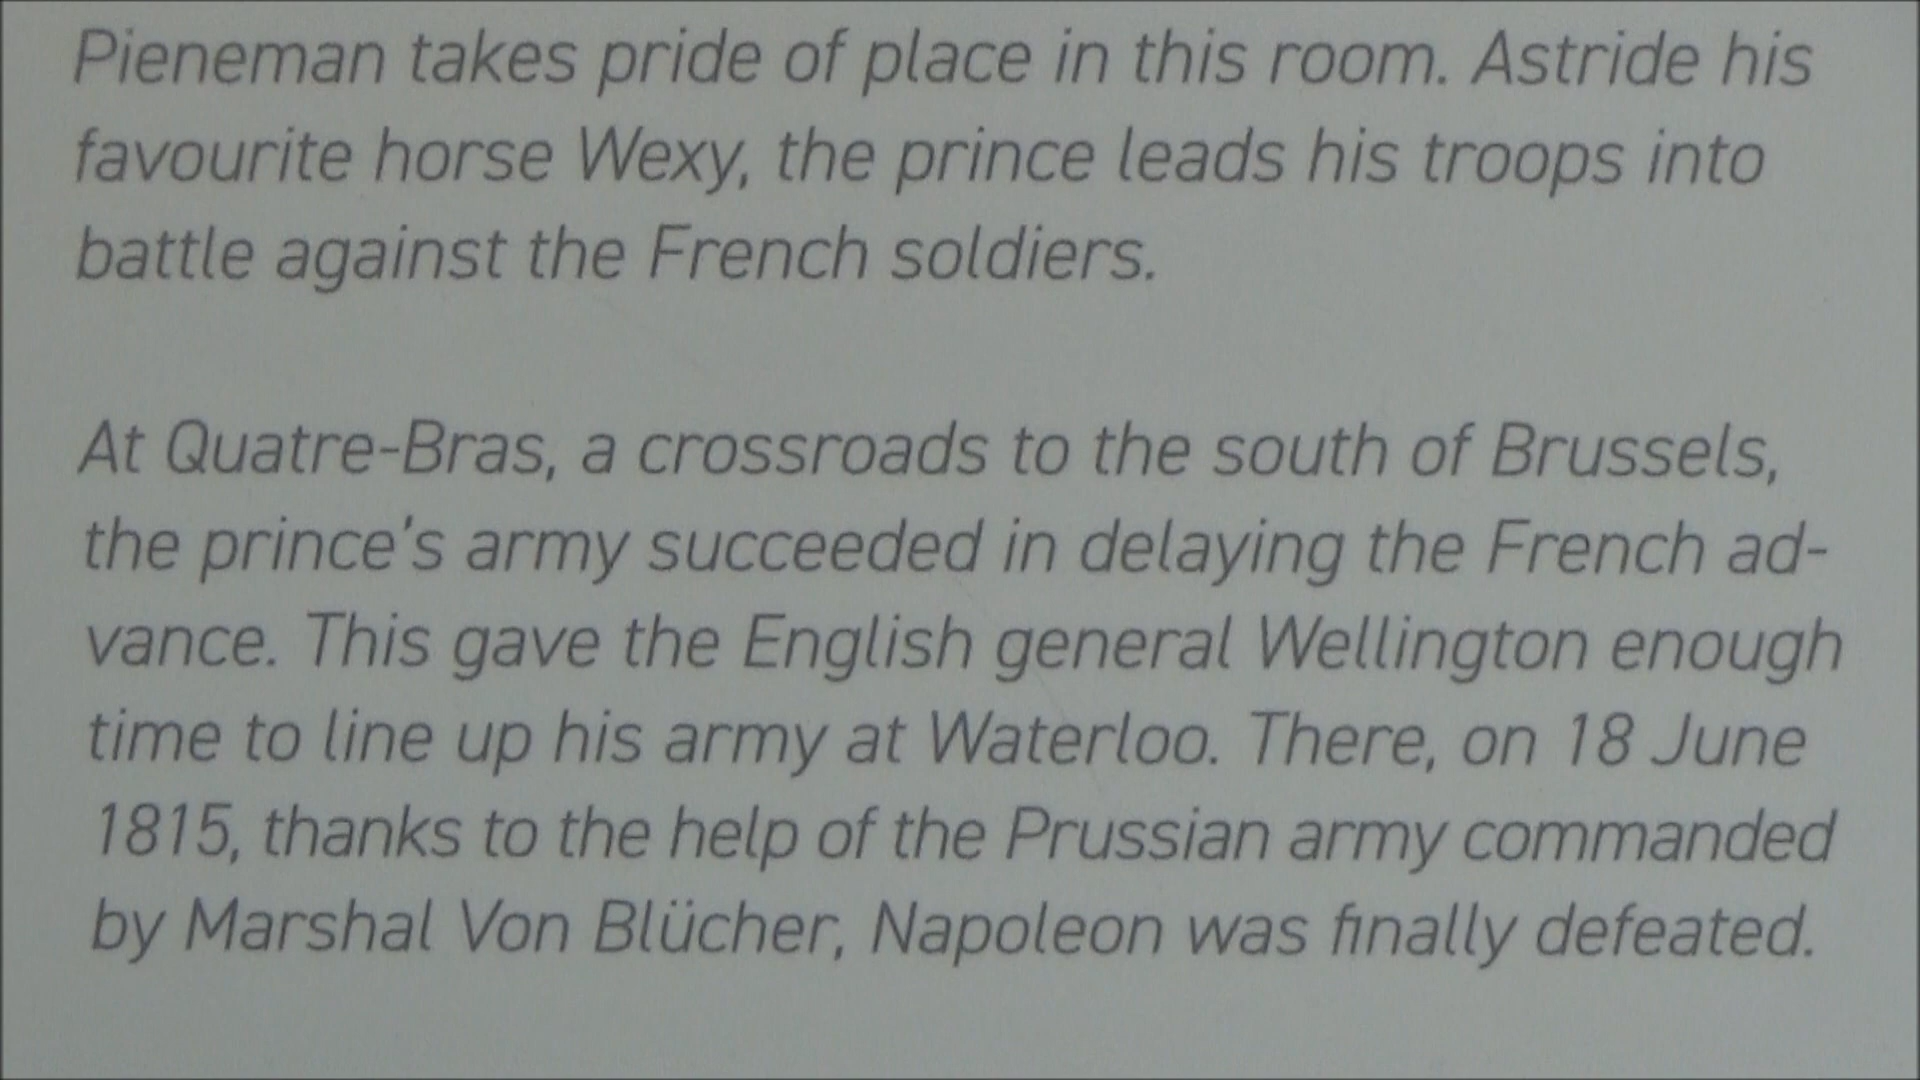 Pieneman takes pride of place in this room. Astride his
favourite horse Wexy, the prince leads his troops into
battle against the French soldiers.
At Quatre-Bras, a crossroads to the south of Brussels,
the prince's army succeeded in delaying the French ad-
vance. This gave the English general Wellington enough
time to line up his army at Waterloo. There, on 18 June
1815, thanks to the help of the Prussian army commanded
by Marshal Von Blücher, Napoleon was finally defeated.